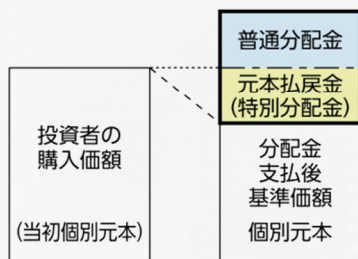 普通分配金
元本払戻金
(特別分配金)
投資者の
購入価額
(当初個別元本)
分配金
支払後
基準価額
個別元本